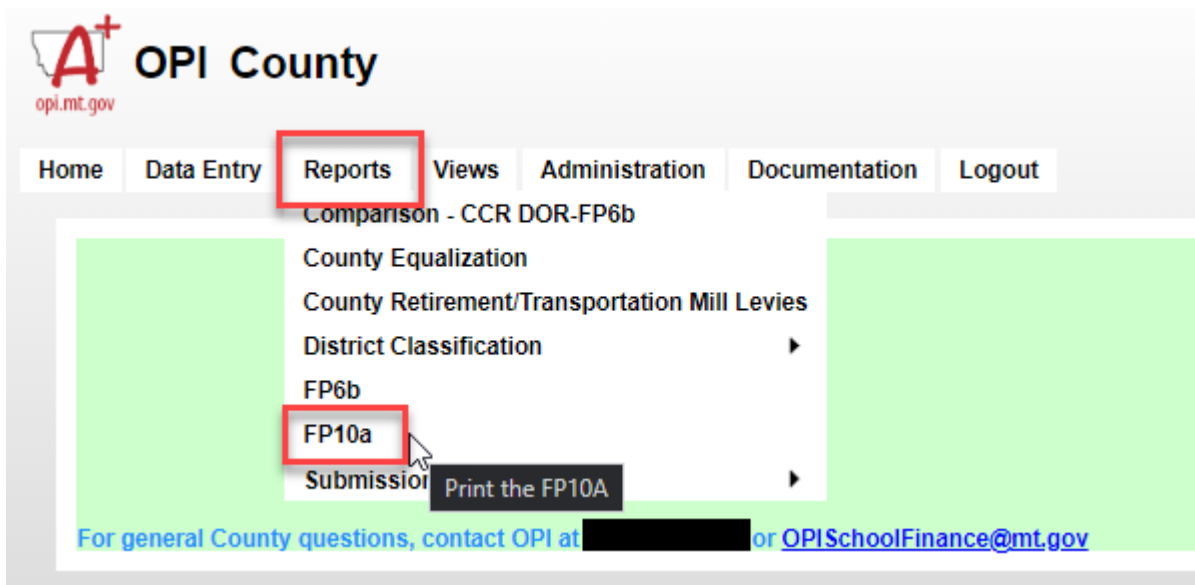 A+
opi.mt.gov
OPI County
Home Data Entry Reports Views Administration Documentation Logout
Comparison - CCR DOR-FP6b
County Equalization
County Retirement/Transportation Mill Levies
District Classification
FP6b
FP10a
Submission
Print the FP10A
For general County questions, contact OPI at or OPISchoolFinance@mt.gov